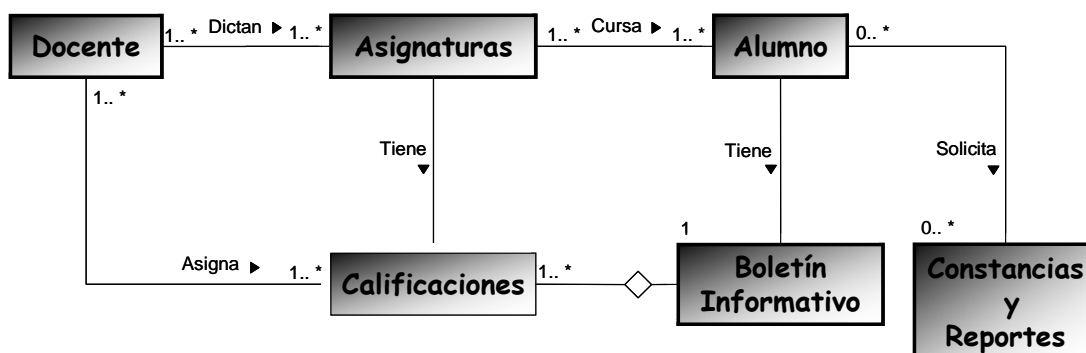 Docente
1.. *
Dictan
1.. *
Asignaturas
1.. *
Cursa
1.. *
Alumno
0.. *
1.. *
Tiene
Tiene
Solicita
1
0.. *
Asigna
1.. *
Calificaciones
1.. *
Boletín
Informativo
Constancias
y
Reportes